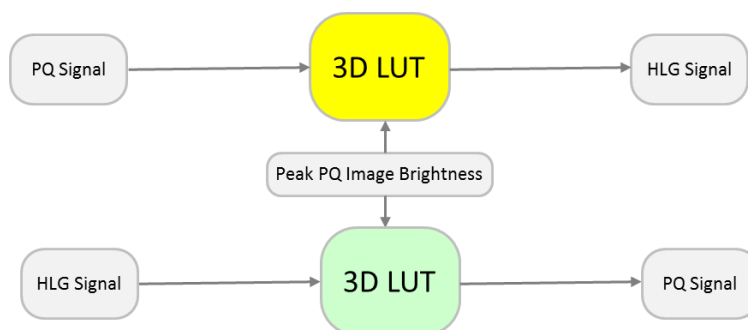 PQ Signal
3D LUT
HLG Signal
Peak PQ Image Brightness
HLG Signal
3D LUT
PQ Signal